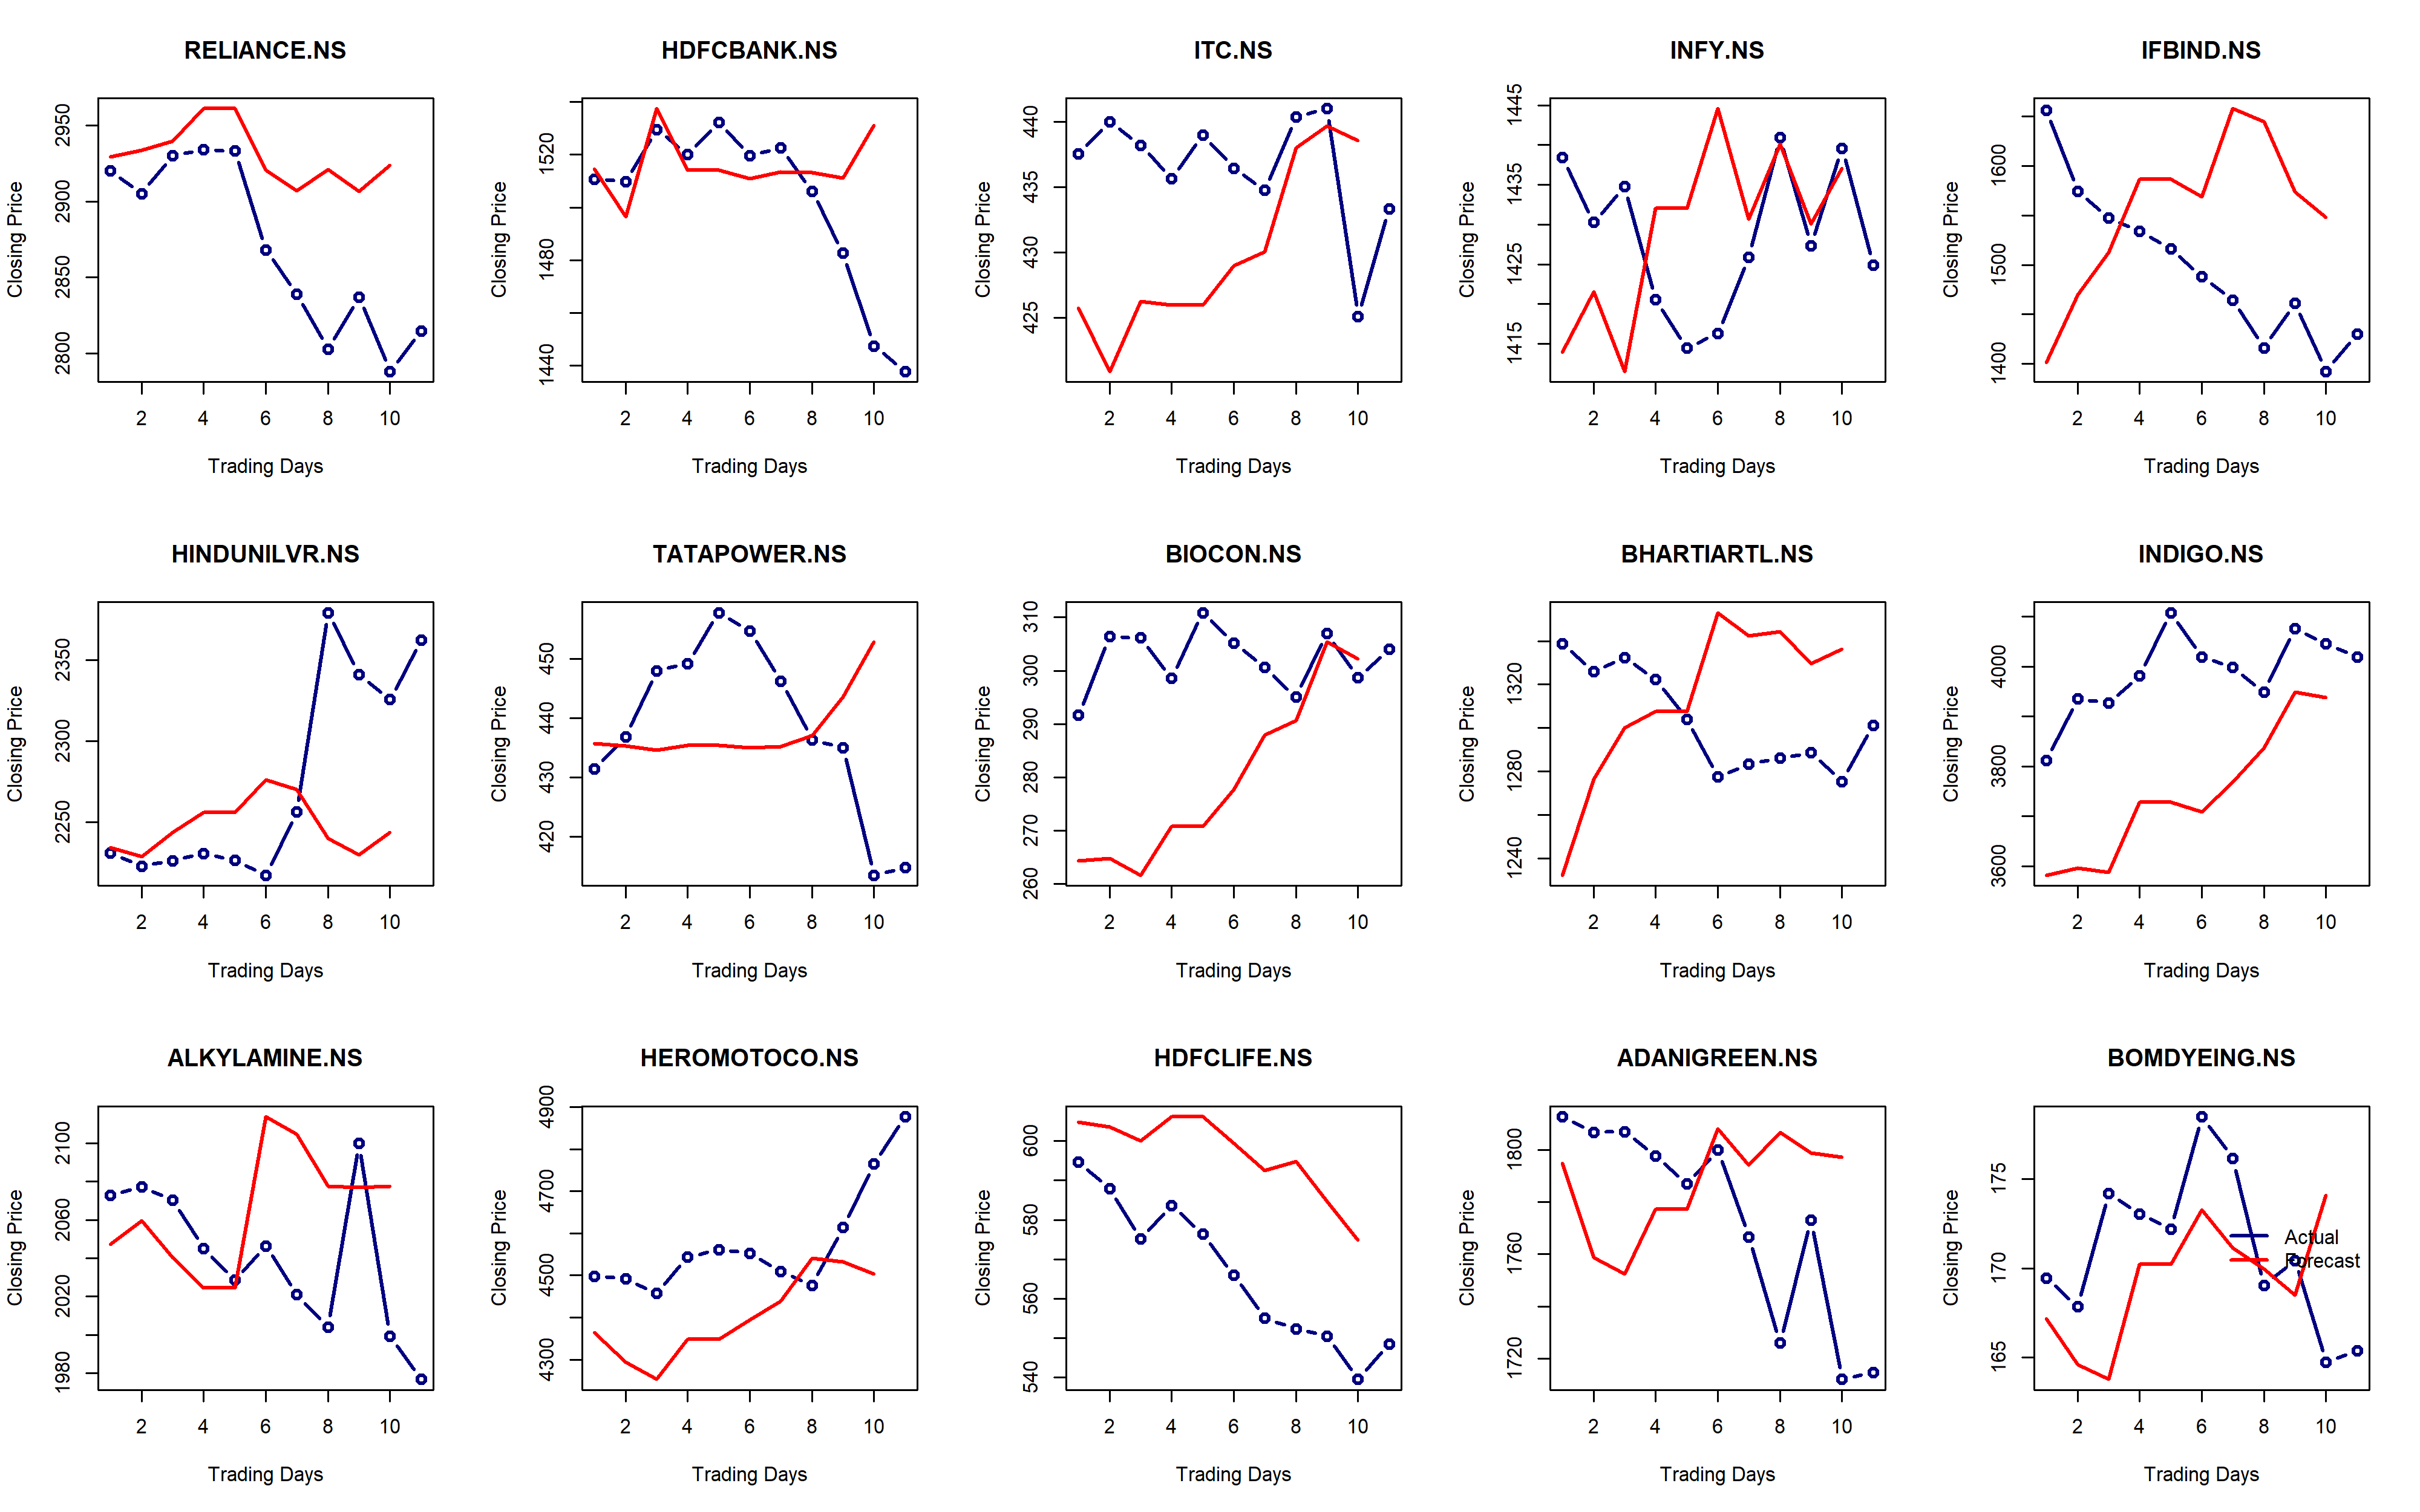 RELIANCE.NS
Closing Price
2800 2850 2900 2950
2 4 6 8 10
Trading Days
HDFCBANK.NS
Closing Price
1440 1480 1520
2 4 6 8 10
Trading Days
ITC.NS
Closing Price
425 430 435 440
2 4 6 8 10
Trading Days
INFY.NS
Closing Price
1415 1425 1435 1445
2 4 6 8 10
Trading Days
IFBIND.NS
Closing Price
1400 1500 1600
2 4 6 8 10
Trading Days
HINDUNILVR.NS
Closing Price
2250 2300 2350
2 4 6 8 10
Trading Days
TATAPOWER.NS
Closing Price
420 430 440 450
2 4 6 8 10
Trading Days
BIOCON.NS
Closing Price
260 270 280 290 300 310
2 4 6 8 10
Trading Days
BHARTIARTL.NS
Closing Price
1240 1280 1320
2 4 6 8 10
Trading Days
INDIGO.NS
Closing Price
3600 3800 4000
2 4 6 8 10
Trading Days
ALKYLAMINE.NS
Closing Price
1980 2020 2060 2100
2 4 6 8 10
Trading Days
HEROMOTOCO.NS
Closing Price
4300 4500 4700 4900
2 4 6 8 10
Trading Days
HDFCLIFE.NS
Closing Price
540 560 580 600
2 4 6 8 10
Trading Days
ADANIGREEN.NS
Closing Price
1720 1760 1800
2 4 6 8 10
Trading Days
BOMDYEING.NS
Closing Price
165 170 175
Actual
Forecast
2 4 6 8 10
Trading Days